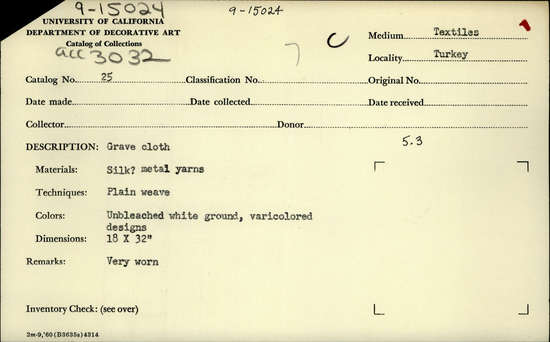 9-15024 9-15024
UNIVERSITY OF CALIFORNIA
DEPARTMENT OF DECORATIVE ART
Catalog of Collections
acc 3032
Medium Textiles
Locality Turkey
Catalog No. 25 Classification No. Original No.
Date made Date collected Date received
Collector Donor
DESCRIPTION: Grave cloth 5.3
Materials: Silk? metal yarns
Techniques: Plain weave
Colors: Unbleached white ground, varicolored
designs
Dimensions: 18 X 32"
Remarks: Very worn
Inventory Check: (see over)
2m-9,'60 (B3635s) 4314